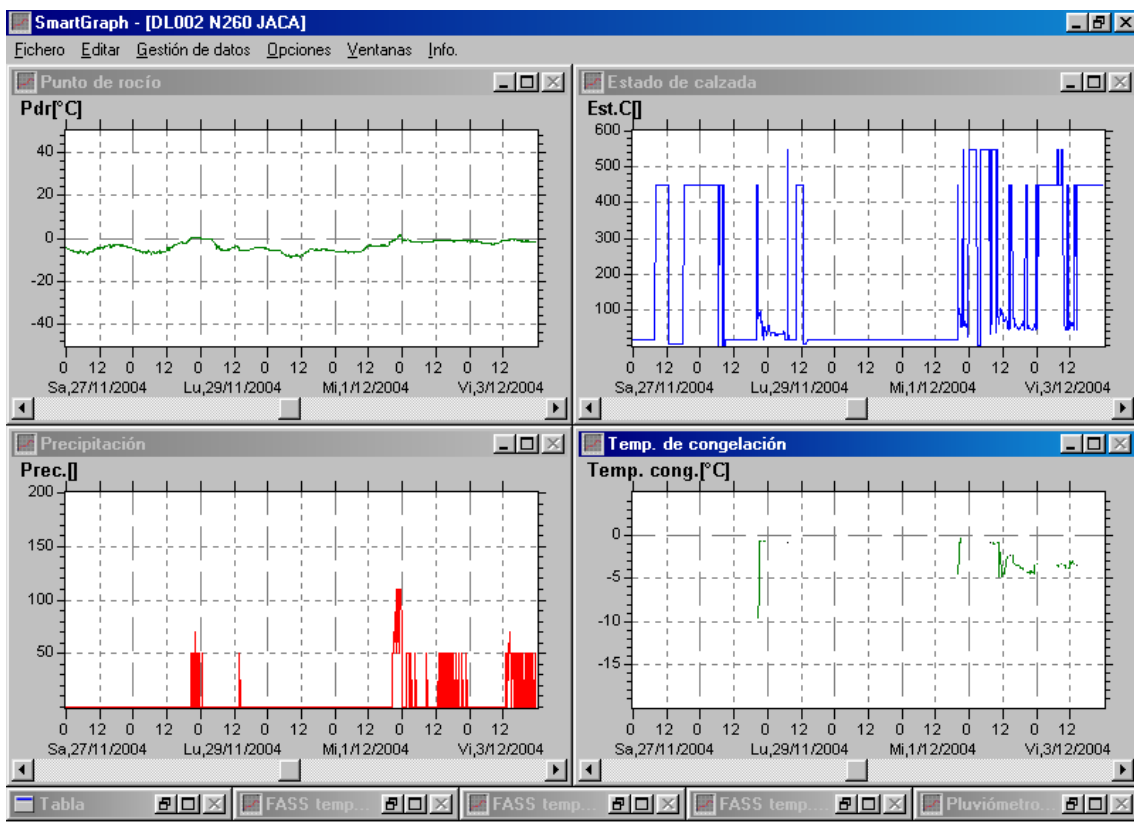 SmartGraph - [DL002 N260 JACA]
Fichero Editar Gestión de datos Opciones Ventanas Info.
Punto de rocío
Pdr[°C]
40
20
0
-20
-40
0 12 0 12 0 12 0 12 0 12 0 12 0 12
Sa,27/11/2004 Lu,29/11/2004 Mi,1/12/2004 Vi,3/12/2004
Estado de calzada
Est.C[]
600
500
400
300
200
100
0 12 0 12 0 12 0 12 0 12 0 12 0 12
Sa,27/11/2004 Lu,29/11/2004 Mi,1/12/2004 Vi,3/12/2004
Precipitación
Prec.[]
200
150
100
50
0 12 0 12 0 12 0 12 0 12 0 12 0 12
Sa,27/11/2004 Lu,29/11/2004 Mi,1/12/2004 Vi,3/12/2004
Temp. de congelación
Temp. cong.[°C]
0
-5
-10
-15
0 12 0 12 0 12 0 12 0 12 0 12 0 12
Sa,27/11/2004 Lu,29/11/2004 Mi,1/12/2004 Vi,3/12/2004
Tabla FASS temp... FASS temp... FASS temp... Pluviómetro...